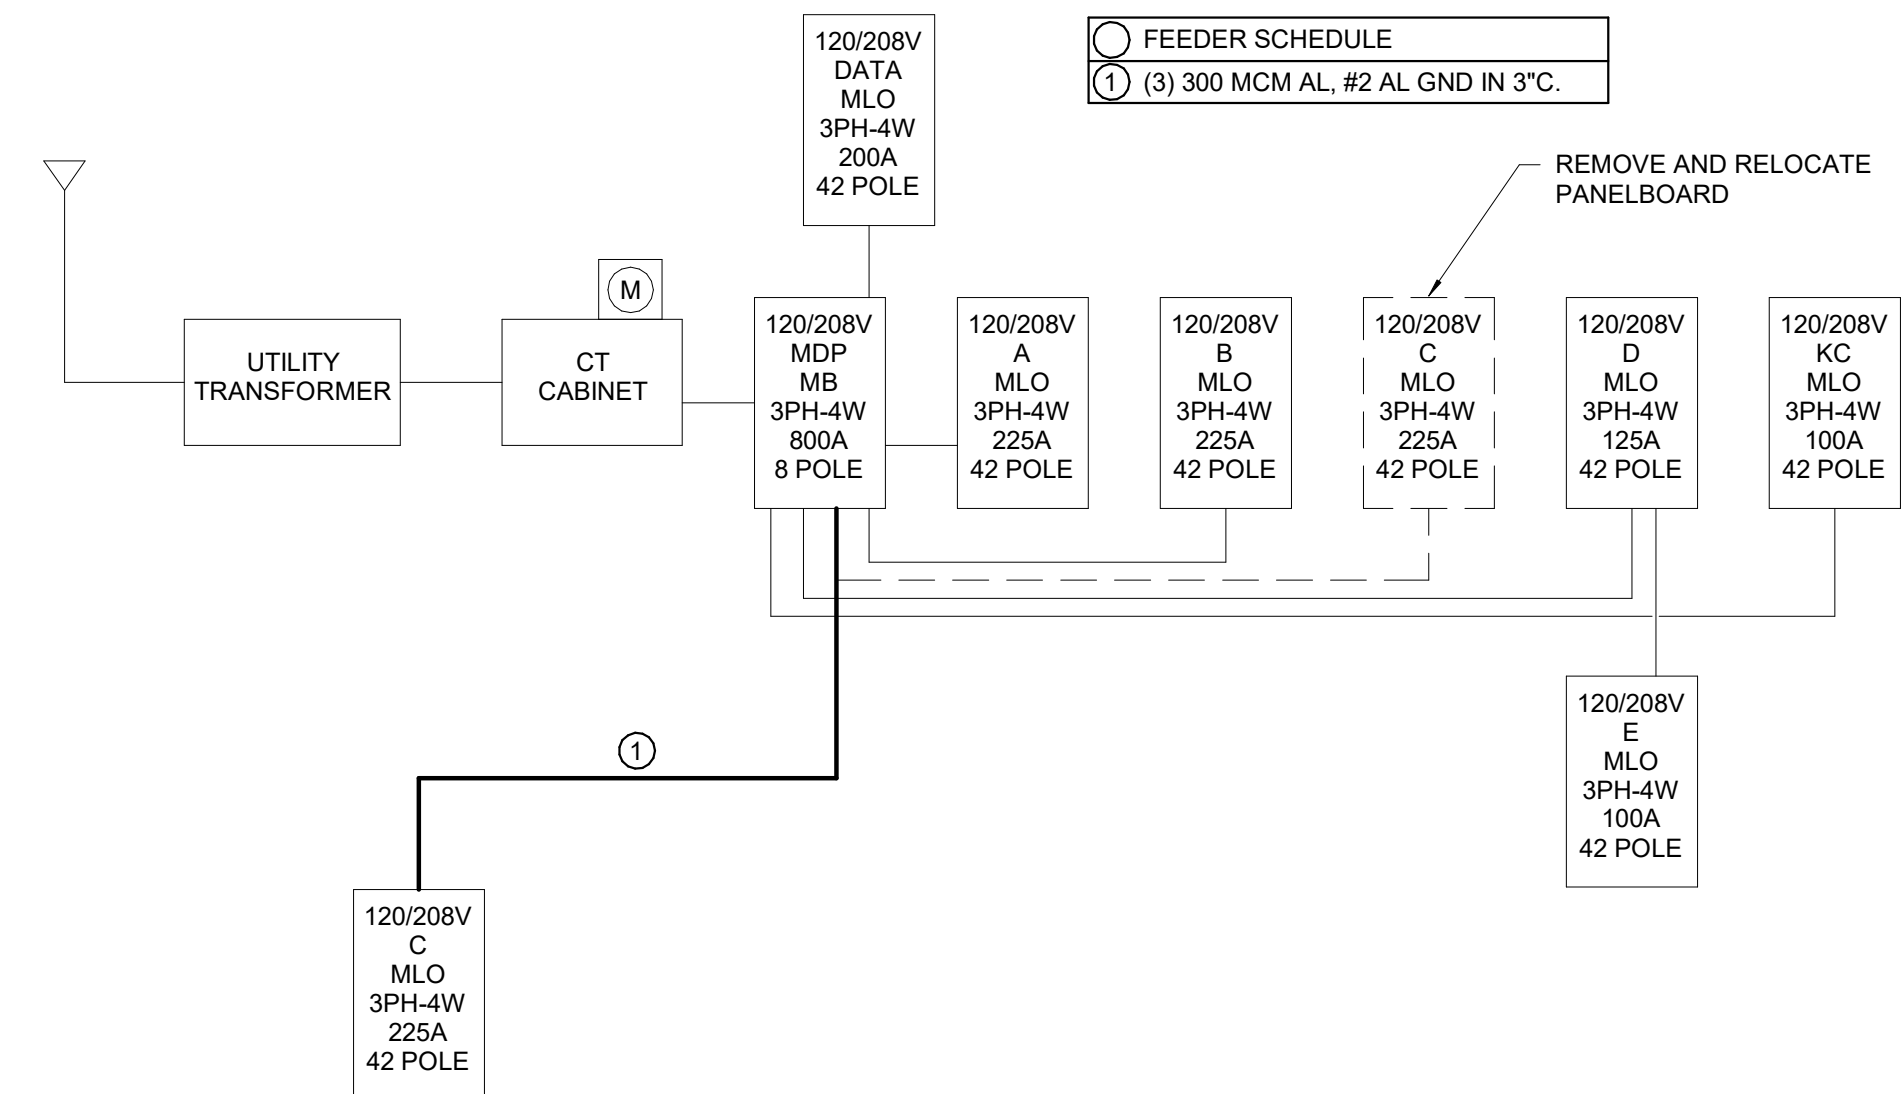 120/208V
DATA
MLO
3PH-4W
200A
42 POLE
FEEDER SCHEDULE
1 (3) 300 MCM AL, #2 AL GND IN 3"C.
REMOVE AND RELOCATE
PANELBOARD
UTILITY
TRANSFORMER
M
CT
CABINET
120/208V
MDP
MB
3PH-4W
800A
8 POLE
120/208V
A
MLO
3PH-4W
225A
42 POLE
120/208V
B
MLO
3PH-4W
225A
42 POLE
120/208V
C
MLO
3PH-4W
225A
42 POLE
120/208V
D
MLO
3PH-4W
125A
42 POLE
120/208V
KC
MLO
3PH-4W
100A
42 POLE
120/208V
E
MLO
3PH-4W
100A
42 POLE
1
120/208V
C
MLO
3PH-4W
225A
42 POLE